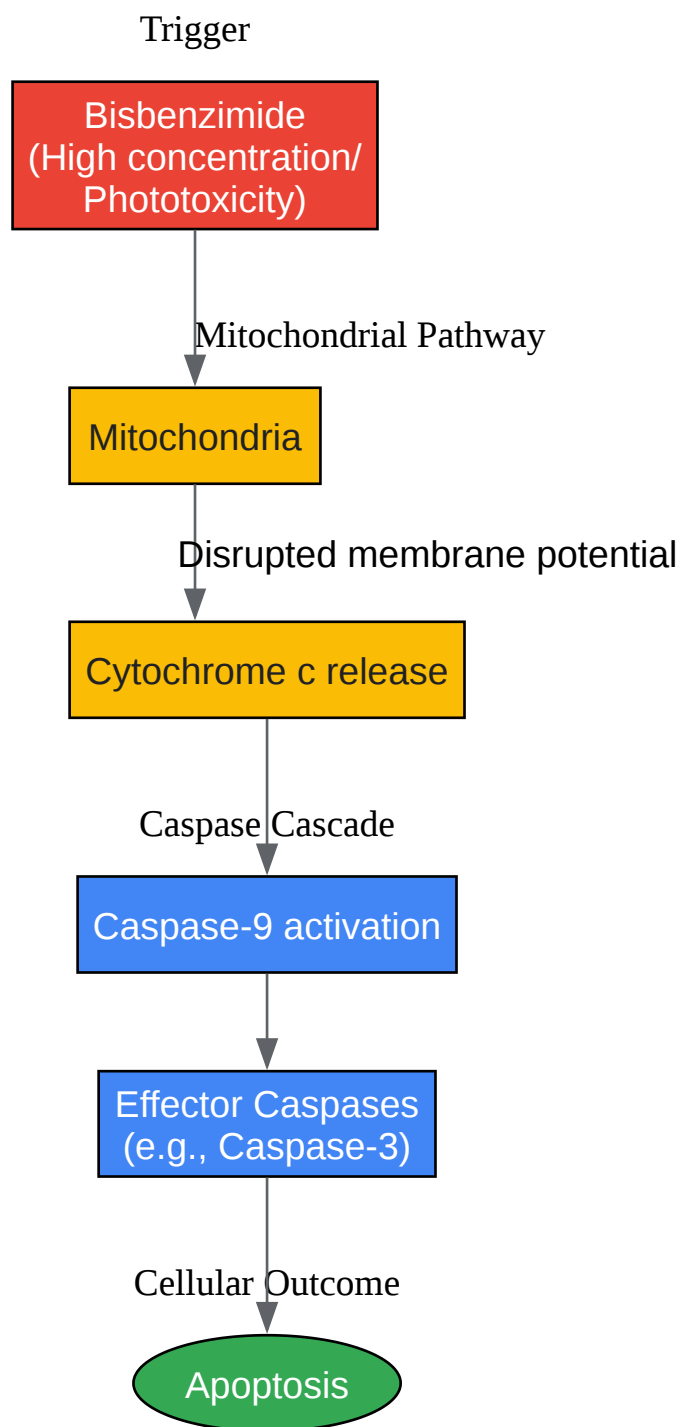 Trigger
Bisbenzimide
(High concentration/
Phototoxicity)
Mitochondrial Pathway
Mitochondria
Disrupted membrane potential
Cytochrome c release
Caspase Cascade
Caspase-9 activation
Effector Caspases
(e.g., Caspase-3)
Cellular Outcome
Apoptosis